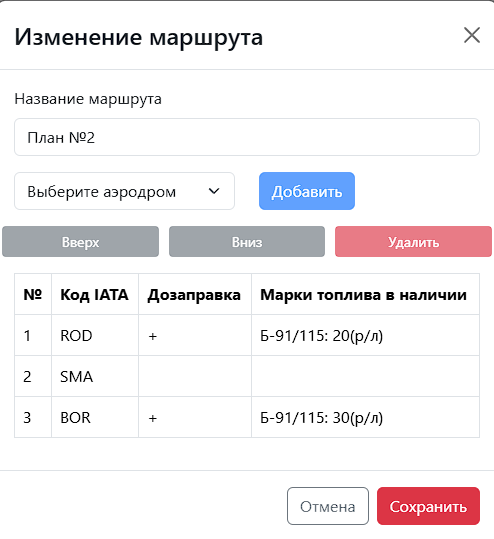 Изменение маршрута
Название маршрута
План №2
Выберите аэродром Добавить
Вверх Вниз Удалить
№ Код IATA Дозаправка Марки топлива в наличии
1 ROD + Б-91/115: 20(р/л)
2 SMA
3 BOR + Б-91/115: 30(р/л)
Отмена Сохранить